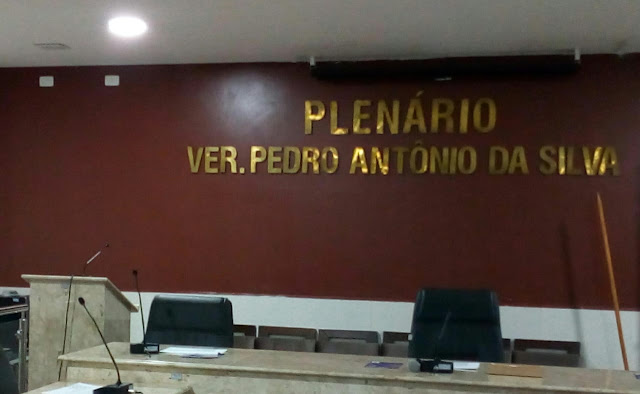 PLENÁRIO
VER. PEDRO ANTÔNIO DA SILVA